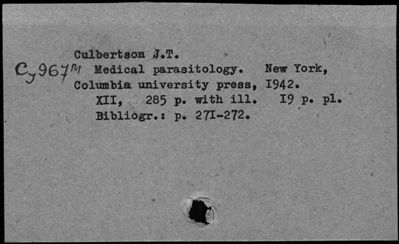 Culbertson J.T.
Cy967M Medical parasitology. New York,
Columbia university press, 1942.
XII, 285 p. with ill. 19 p. pl.
Bibliogr.: p. 271-272.